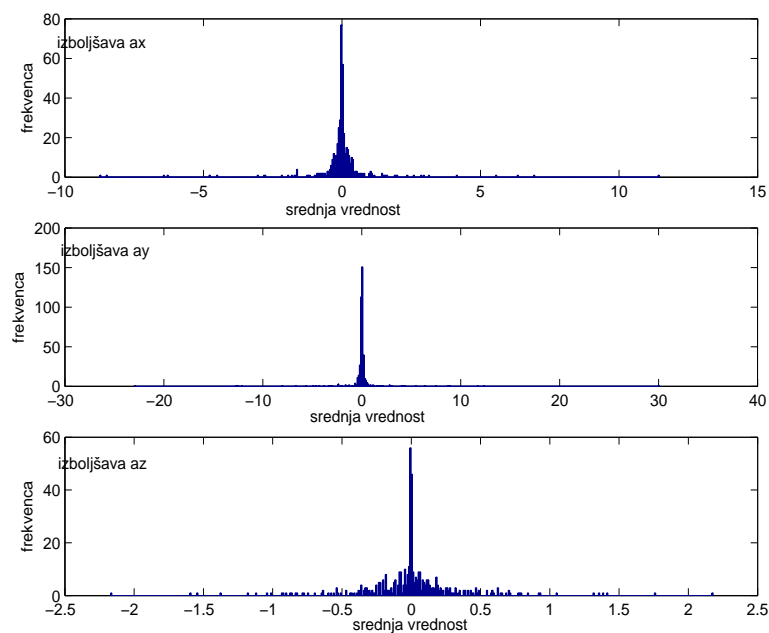 80
izboljšava ax
60
40
20
0
frekvenca
−10 −5 0 5 10 15
srednja vrednost
200
izboljšava ay
150
100
50
0
frekvenca
−30 −20 −10 0 10 20 30 40
srednja vrednost
60
izboljšava az
40
20
0
frekvenca
−2.5 −2 −1.5 −1 −0.5 0 0.5 1 1.5 2 2.5
srednja vrednost